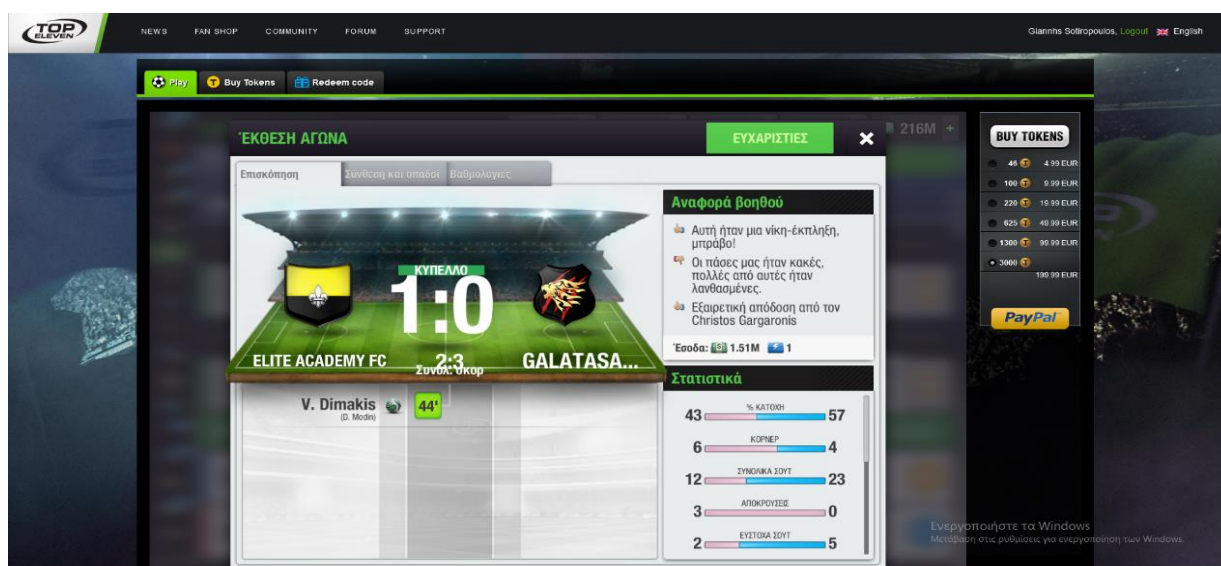 TOP ELEVEN
NEWS FAN SHOP COMMUNITY FORUM SUPPORT
Giannhs Sotiropoulos, Logout English
Play Buy Tokens Redeem code
216M +
ΈΚΘΕΣΗ ΑΓΩΝΑ
ΕΥΧΑΡΙΣΤΙΕΣ
Επισκόπηση Σύνθεση και οπαδοί Βαθμολογίες
ΚΥΠΕΛΛΟ
1:0
ELITE ACADEMY FC
2:3
Συνολ. σκορ
GALATASA...
V. Dimakis 44'
(D. Modin)
Αναφορά βοηθού
Αυτή ήταν μια νίκη-έκπληξη,
μπράβο!
Οι πάσες μας ήταν κακές,
πολλές από αυτές ήταν
λανθασμένες.
Εξαιρετική απόδοση από τον
Christos Gargaronis
Έσοδα: 1.51M 1
Στατιστικά
% ΚΑΤΟΧΗ
43 57
ΚΟΡΝΕΡ
6 4
ΣΥΝΟΛΙΚΑ ΣΟΥΤ
12 23
ΑΠΟΚΡΟΥΣΕΙΣ
3 0
ΕΥΣΤΟΧΑ ΣΟΥΤ
2 5
BUY TOKENS
46 4.99 EUR
100 9.99 EUR
220 19.99 EUR
625 49.99 EUR
1300 99.99 EUR
3000
199.99 EUR
PayPal
Ενεργοποιήστε τα Windows
Μετάβαση στις ρυθμίσεις για ενεργοποίηση των Windows.